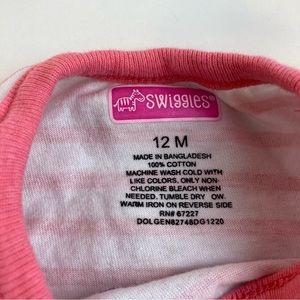 SWiggLES
12 M
MADE IN BANGLADESH
100% COTTON
MACHINE WASH COLD WITH
LIKE COLORS, ONLY NON-
CHLORINE BLEACH WHEN
NEEDED. TUMBLE DRY OW.
WARM IRON ON REVERSE SIDE
RN# 67227
DOLGEN82748DG1220